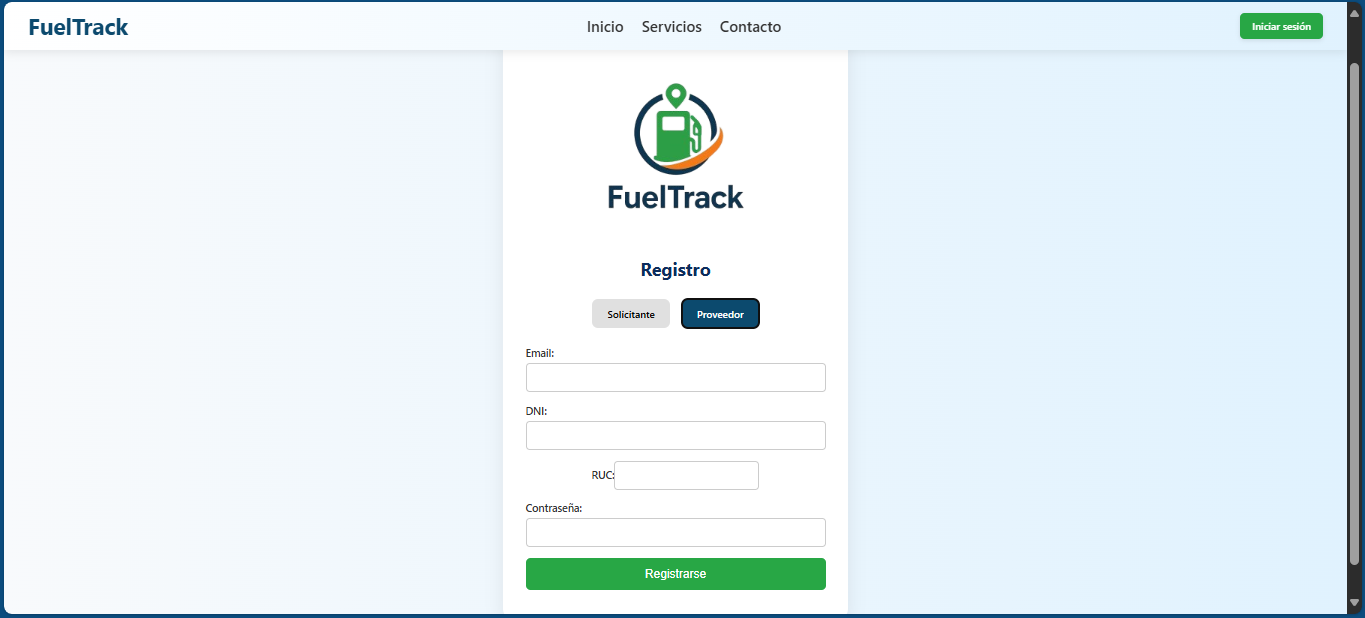 FuelTrack
Inicio Servicios Contacto
Iniciar sesión
FuelTrack
Registro
Solicitante Proveedor
Email:
DNI:
RUC:
Contraseña:
Registrarse